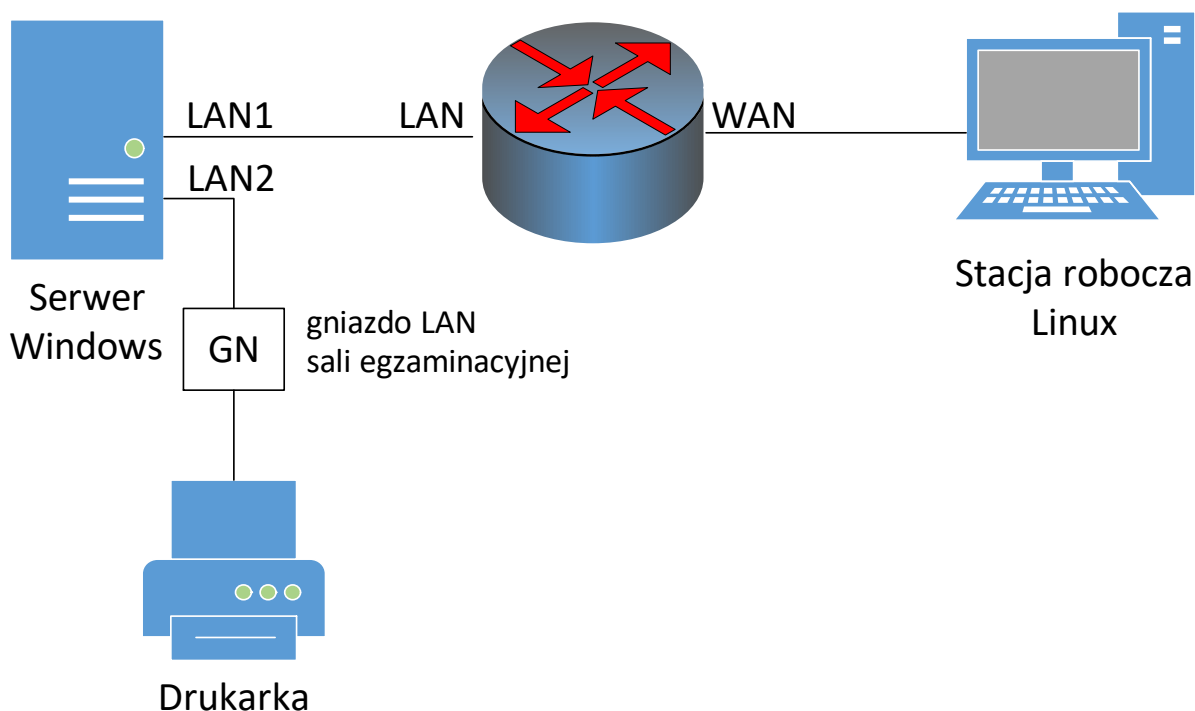 LAN1
LAN
WAN
LAN2
Serwer
Windows
GN
gniazdo LAN
sali egzaminacyjnej
Stacja robocza
Linux
Drukarka